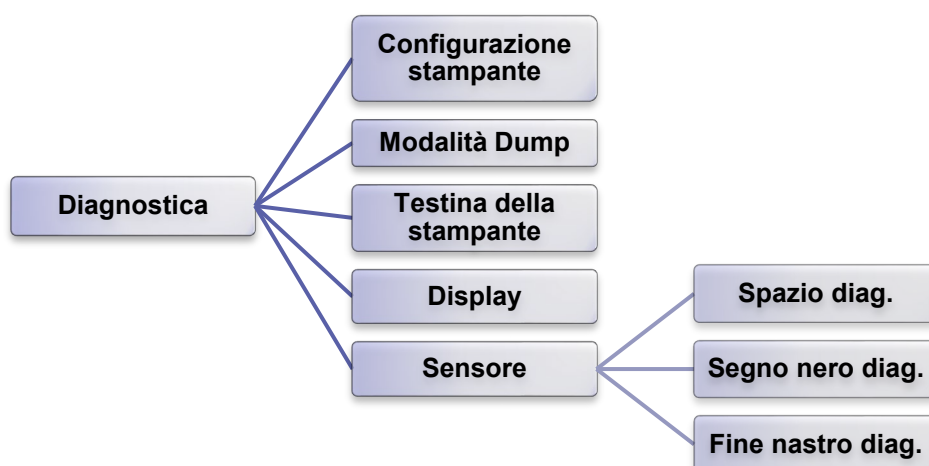 Configurazione
stampante
Modalità Dump
Diagnostica
Testina della
stampante
Display
Sensore
Spazio diag.
Segno nero diag.
Fine nastro diag.